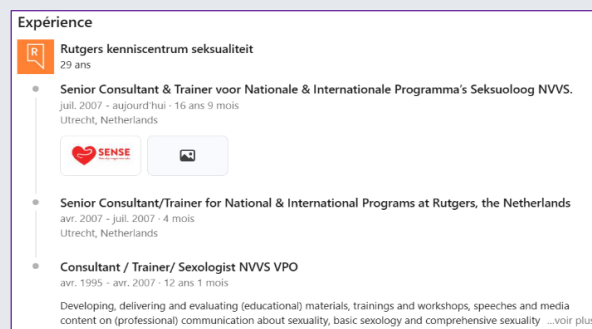 Expérience
R
Rutgers kenniscentrum seksualiteit
29 ans
Senior Consultant & Trainer voor Nationale & Internationale Programma's Seksuoloog NVVS.
juil. 2007 - aujourd'hui · 16 ans 9 mois
Utrecht, Netherlands
SENSE
Senior Consultant/Trainer for National & International Programs at Rutgers, the Netherlands
avr. 2007 - juil. 2007 · 4 mois
Utrecht, Netherlands
Consultant / Trainer/ Sexologist NVVS VPO
avr. 1995 - avr. 2007 · 12 ans 1 mois
Developing, delivering and evaluating (educational) materials, trainings and workshops, speeches and media
content on (professional) communication about sexuality, basic sexology and comprehensive sexuality ...voir plus